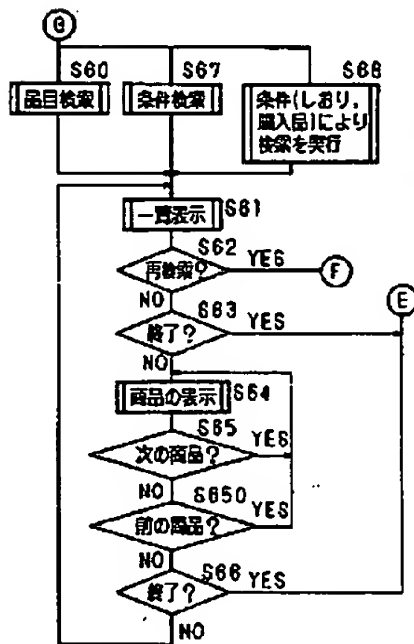 G
S60
S67
S68
品目検索
条件検索
条件(しおり,
購入品)により
検索を実行
一覧表示
S61
S62
再検索?
YES
F
NO
S63
E
終了?
YES
NO
商品の表示
S64
S65
次の商品?
YES
NO
S650
前の商品?
YES
NO
S66
終了?
YES
NO